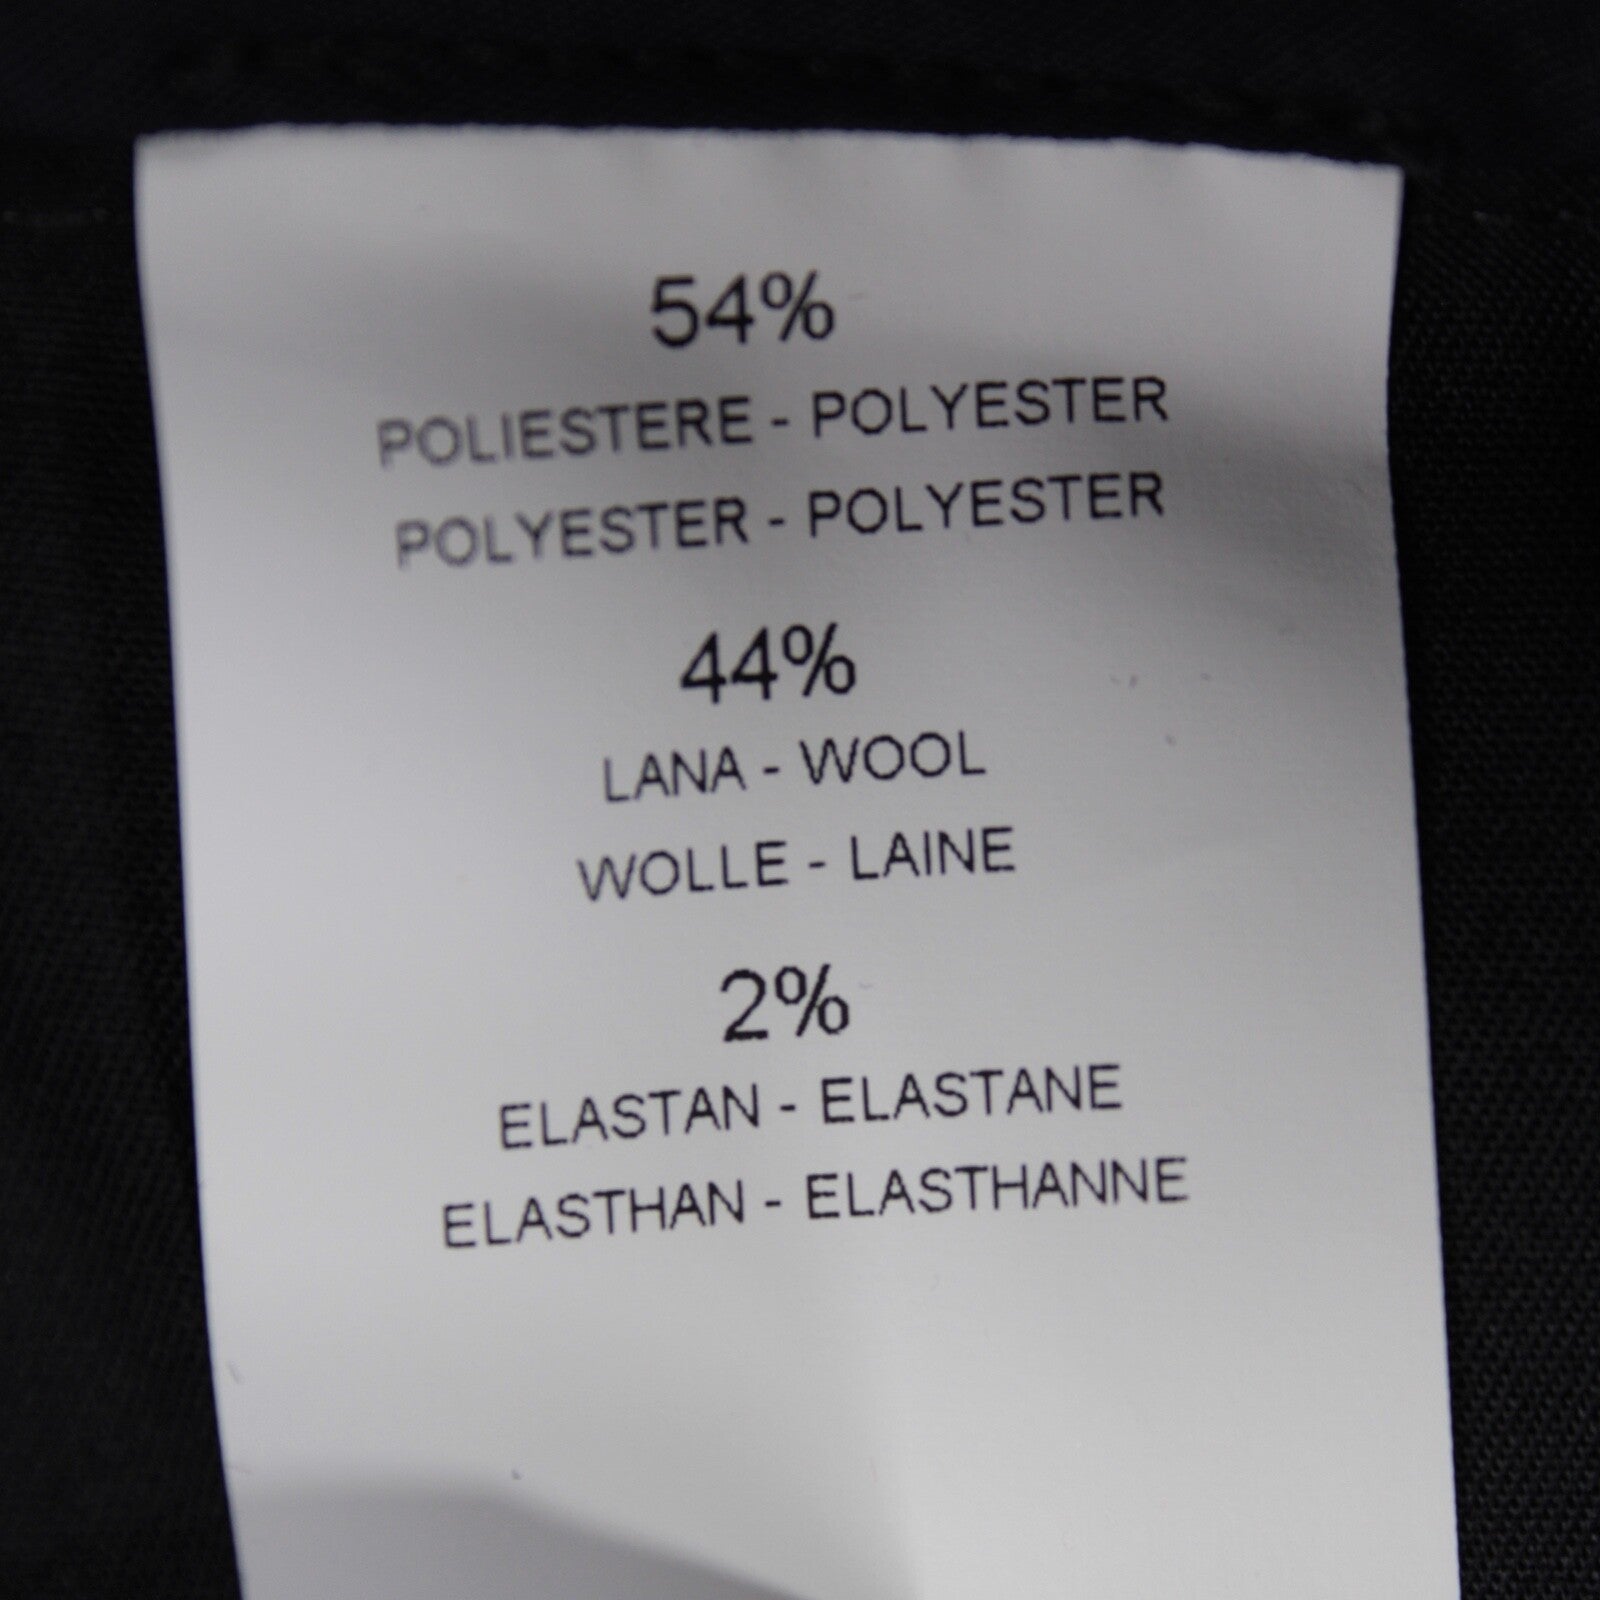 54%
POLIESTERE - POLYESTER
POLYESTER - POLYESTER
44%
LANA - WOOL
WOLLE - LAINE
2%
ELASTAN - ELASTANE
ELASTHAN - ELASTHANNE